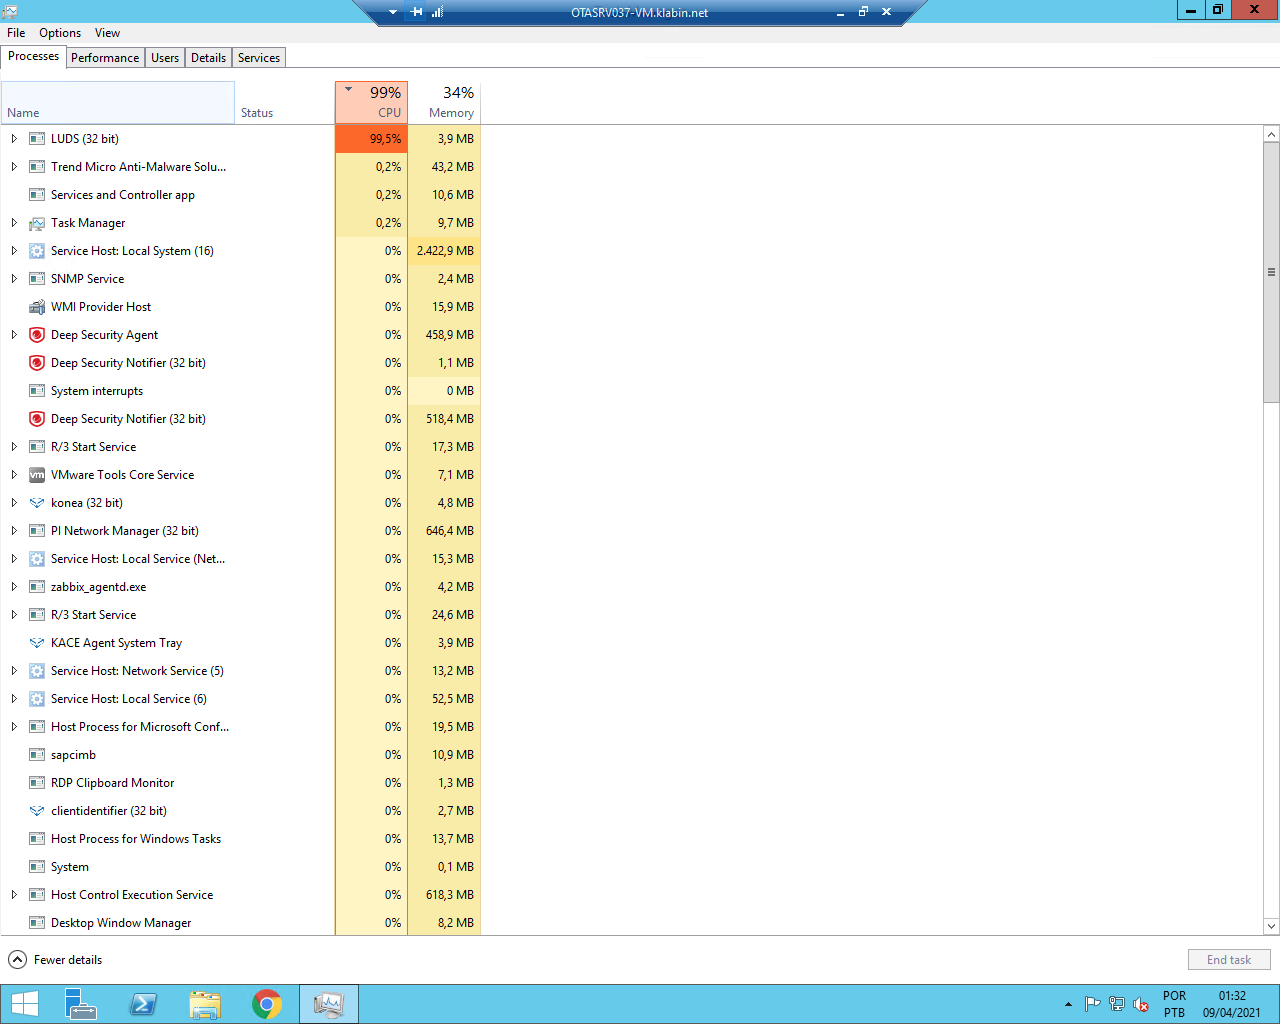 OTASRV037-VM.klabin.net
File Options View
Processes Performance Users Details Services
99% 34%
Name Status CPU Memory
LUDS (32 bit) 99,5% 3,9 MB
Trend Micro Anti-Malware Solu... 0,2% 43,2 MB
Services and Controller app 0,2% 10,6 MB
Task Manager 0,2% 9,7 MB
Service Host: Local System (16) 0% 2.422,9 MB
SNMP Service 0% 2,4 MB
WMI Provider Host 0% 15,9 MB
Deep Security Agent 0% 458,9 MB
Deep Security Notifier (32 bit) 0% 1,1 MB
System interrupts 0% 0 MB
Deep Security Notifier (32 bit) 0% 518,4 MB
R/3 Start Service 0% 17,3 MB
vm VMware Tools Core Service 0% 7,1 MB
konea (32 bit) 0% 4,8 MB
PI Network Manager (32 bit) 0% 646,4 MB
Service Host: Local Service (Net... 0% 15,3 MB
zabbix_agentd.exe 0% 4,2 MB
R/3 Start Service 0% 24,6 MB
KACE Agent System Tray 0% 3,9 MB
Service Host: Network Service (5) 0% 13,2 MB
Service Host: Local Service (6) 0% 52,5 MB
Host Process for Microsoft Conf... 0% 19,5 MB
sapcimb 0% 10,9 MB
RDP Clipboard Monitor 0% 1,3 MB
clientidentifier (32 bit) 0% 2,7 MB
Host Process for Windows Tasks 0% 13,7 MB
System 0% 0,1 MB
Host Control Execution Service 0% 618,3 MB
Desktop Window Manager 0% 8,2 MB
Fewer details End task
POR 01:32
PTB 09/04/2021